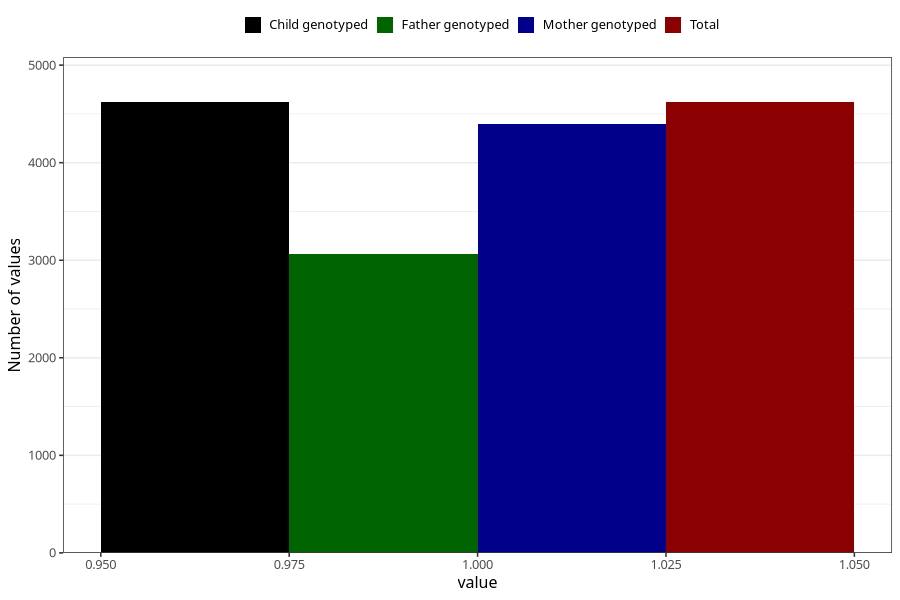 Child genotyped Father genotyped Mother genotyped Total
5000
4000
3000
2000
1000
0
Number of values
0.950 0.975 1.000 1.025 1.050
value